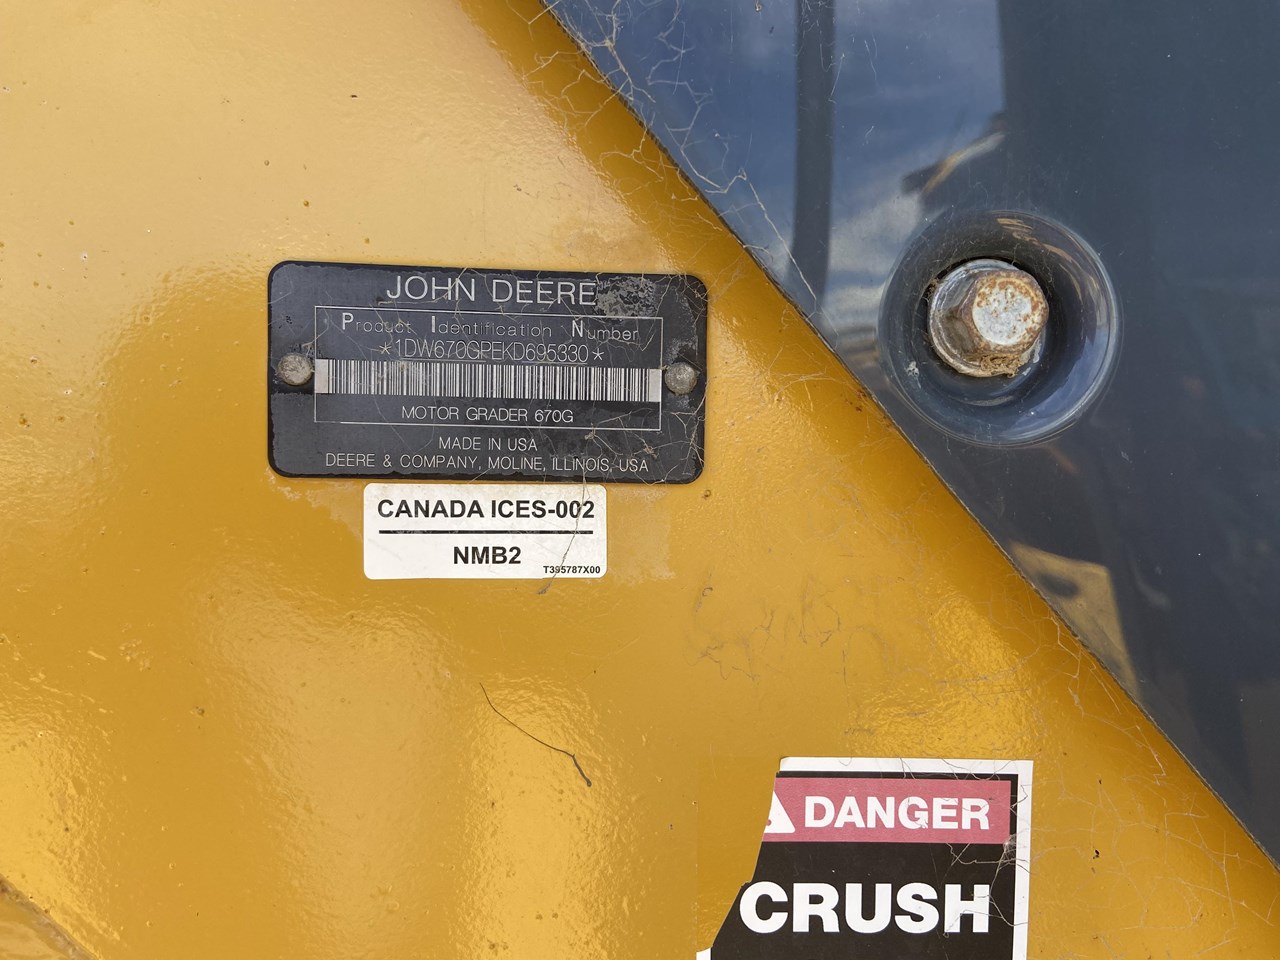 JOHN DEERE
Product Identification Number
*1DW670GPEKD695330*
MOTOR GRADER 670G
MADE IN USA
DEERE & COMPANY, MOLINE, ILLINOIS, USA
CANADA ICES-002
NMB2
T395787X00
DANGER
CRUSH